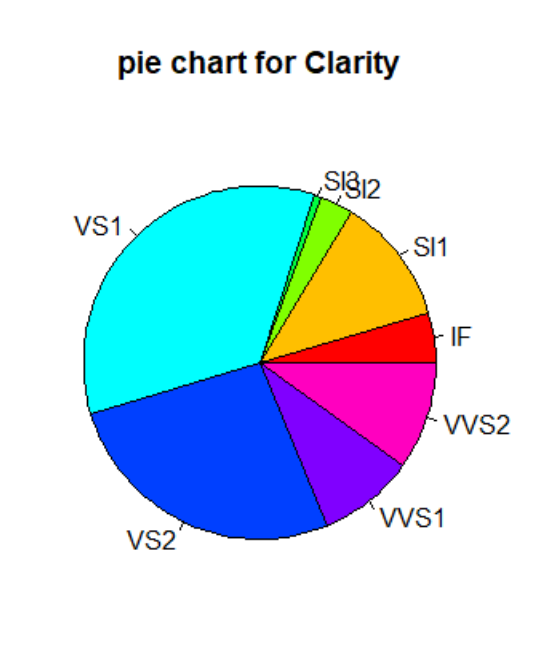 pie chart for Clarity
SI3
SI2
VS1
SI1
IF
VVS2
VVS1
VS2